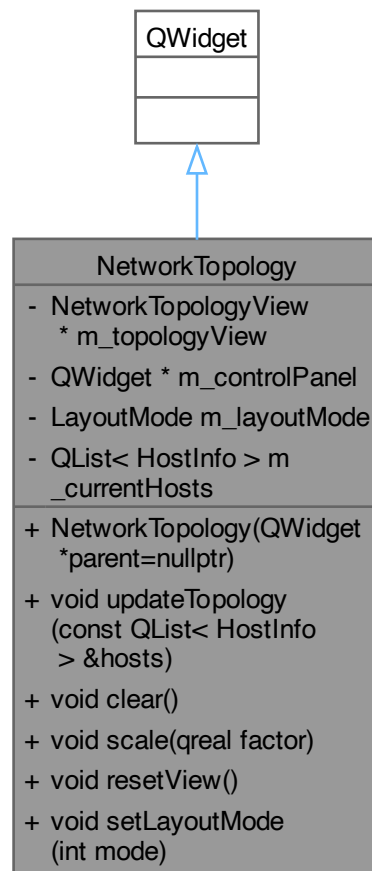 QWidget
NetworkTopology
- NetworkTopologyView
* m_topologyView
- QWidget * m_controlPanel
- LayoutMode m_layoutMode
- QList< HostInfo > m
_currentHosts
+ NetworkTopology(QWidget
*parent=nullptr)
+ void updateTopology
(const QList< HostInfo
> &hosts)
+ void clear()
+ void scale(qreal factor)
+ void resetView()
+ void setLayoutMode
(int mode)